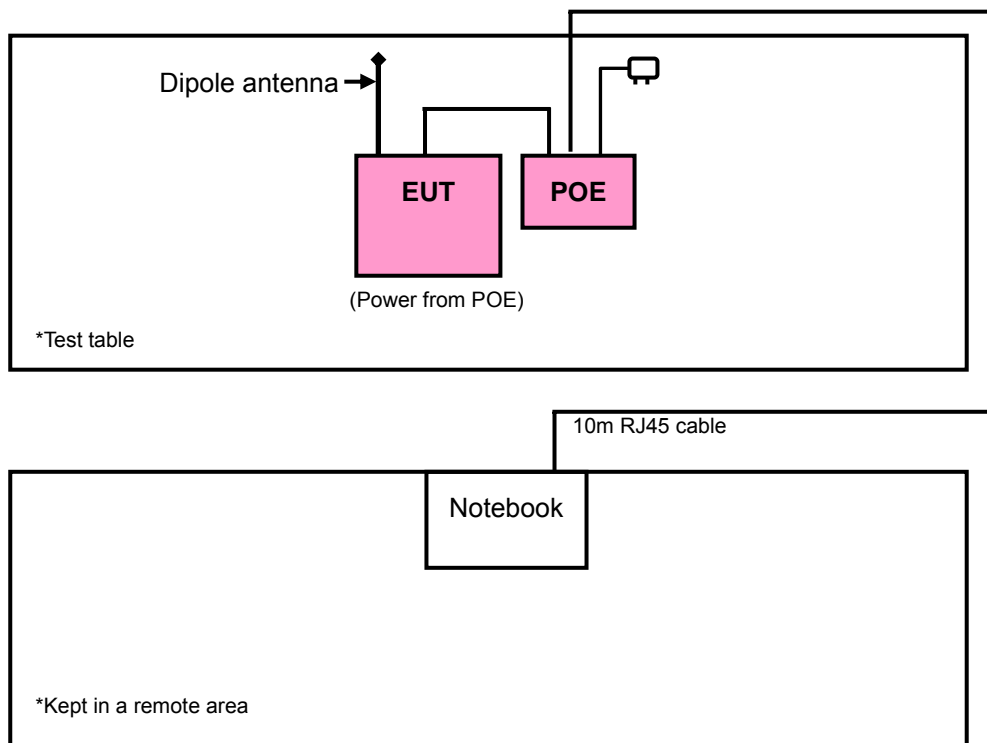 Dipole antenna
EUT
POE
(Power from POE)
*Test table
10m RJ45 cable
Notebook
*Kept in a remote area